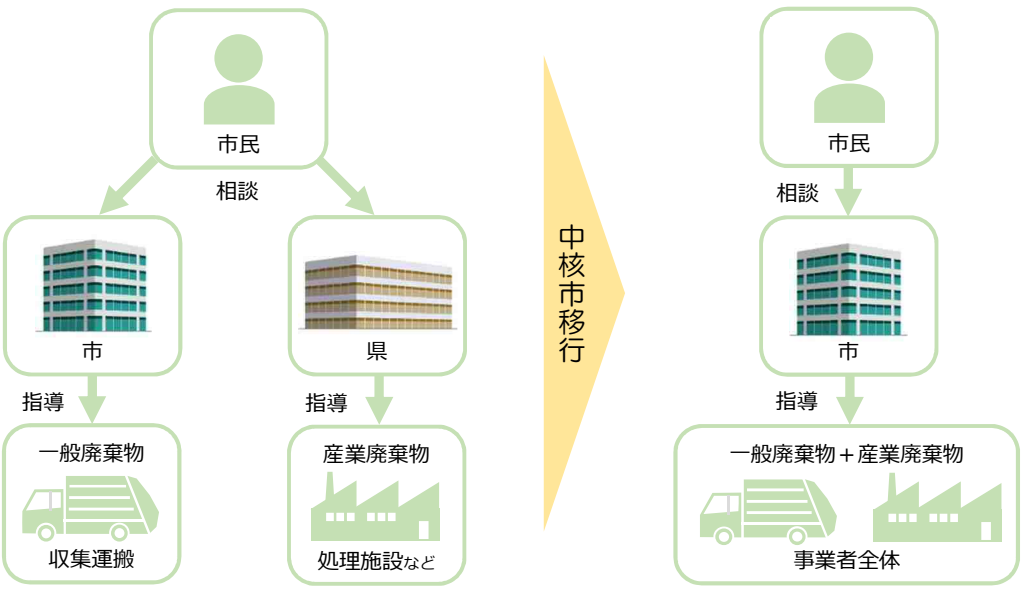 市民
相談
市
県
指導
指導
一般廃棄物
収集運搬
産業廃棄物
処理施設など
中核市移行
市民
相談
市
指導
一般廃棄物+産業廃棄物
事業者全体